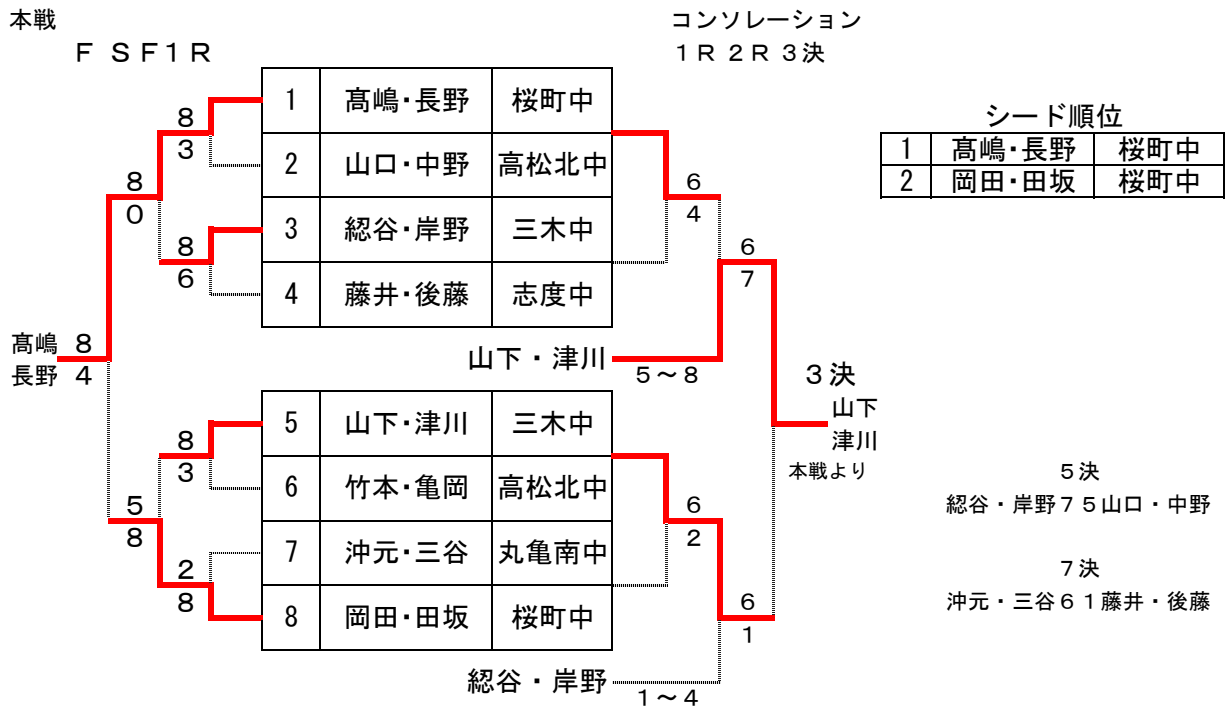 本戦
コンソレーション
F SF1R
1R 2R 3決
1 髙嶋・長野 桜町中
2 山口・中野 高松北中
3 綛谷・岸野 三木中
4 藤井・後藤 志度中
8
3
8
0
8
6
6
4
6
7
シード順位
1 髙嶋・長野 桜町中
2 岡田・田坂 桜町中
髙嶋 8
長野 4
山下・津川
5～8
3決
山下
津川
本戦より
5 山下・津川 三木中
6 竹本・亀岡 高松北中
7 沖元・三谷 丸亀南中
8 岡田・田坂 桜町中
8
3
5
8
2
8
6
2
6
1
綛谷・岸野
1～4
5決
綛谷・岸野75山口・中野
7決
沖元・三谷61藤井・後藤